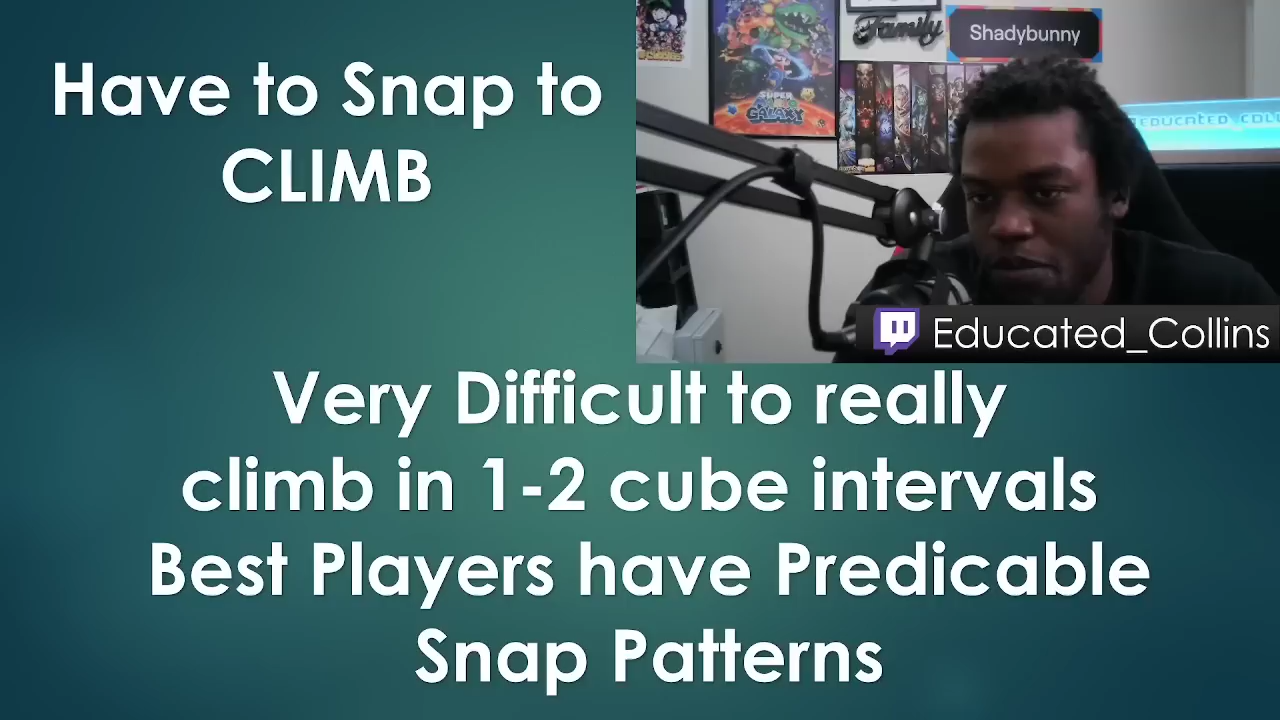 Have to Snap to
CLIMB
Family
Shadybunny
SUPER
MARIO
GALAXY
EDUCATED_COLL
Educated_Collins
Very Difficult to really
climb in 1-2 cube intervals
Best Players have Predicable
Snap Patterns